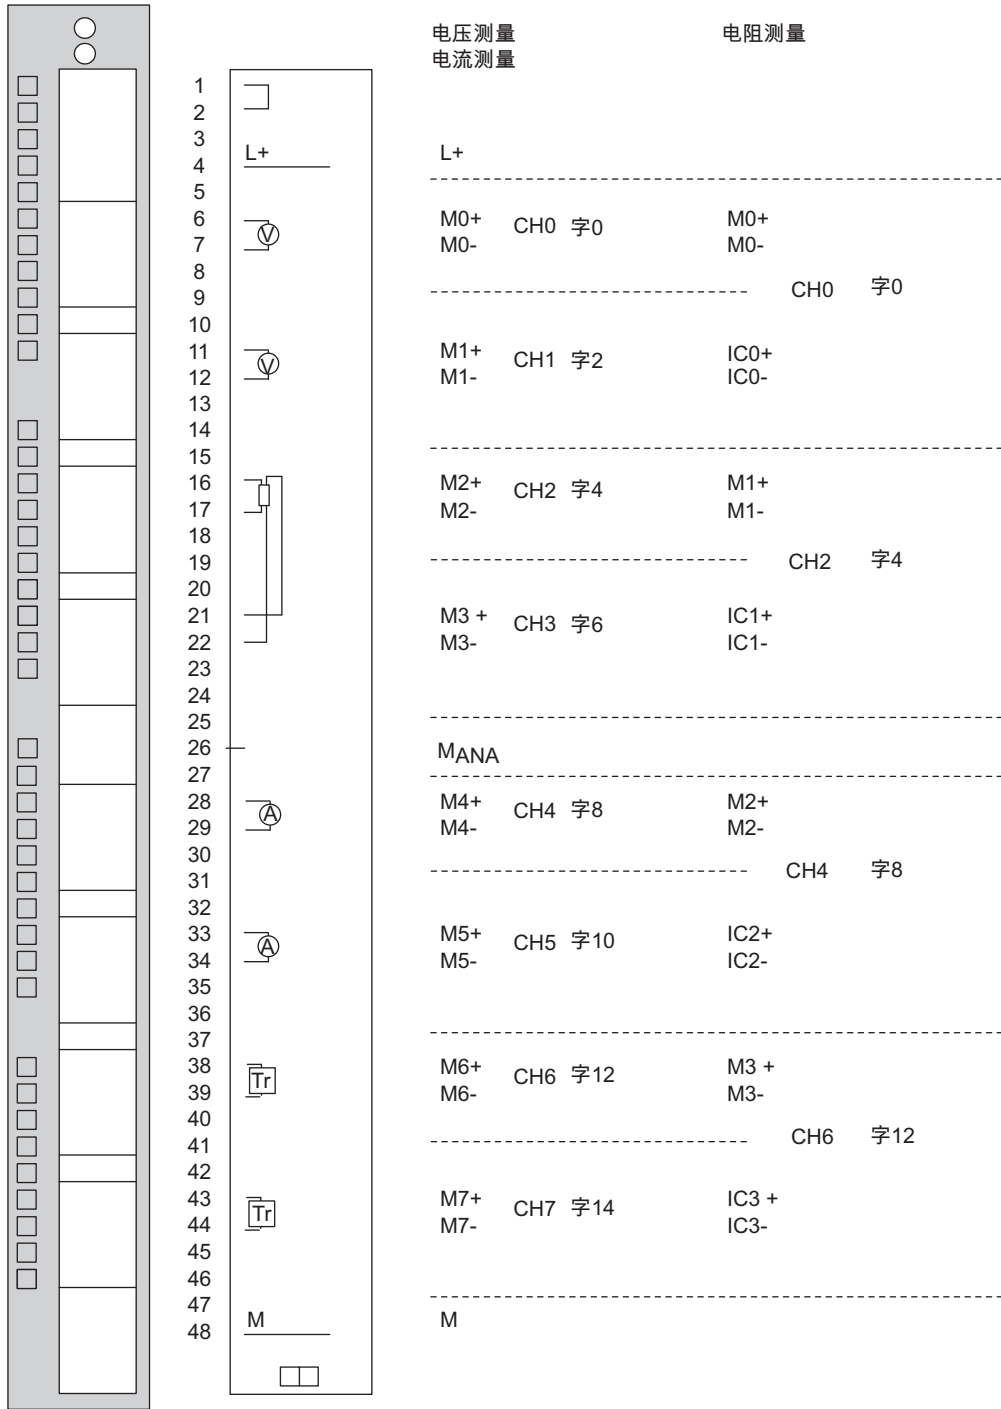 电压测量 电阻测量
电流测量
1
2
3
4 L+ L+
5
6 M0+ CH0 字0 M0+
7 V M0- M0-
8
9 CH0 字0
10
11 M1+ CH1 字2 IC0+
12 V M1- IC0-
13
14
15
16 M2+ CH2 字4 M1+
17 M2- M1-
18
19 CH2 字4
20
21 M3 + CH3 字6 IC1+
22 M3- IC1-
23
24
25
26 MANA
27
28 M4+ CH4 字8 M2+
29 A M4- M2-
30
31 CH4 字8
32
33 M5+ CH5 字10 IC2+
34 A M5- IC2-
35
36
37
38 M6+ CH6 字12 M3 +
39 Tr M6- M3-
40
41 CH6 字12
42
43 M7+ CH7 字14 IC3 +
44 Tr M7- IC3-
45
46
47
48 M M